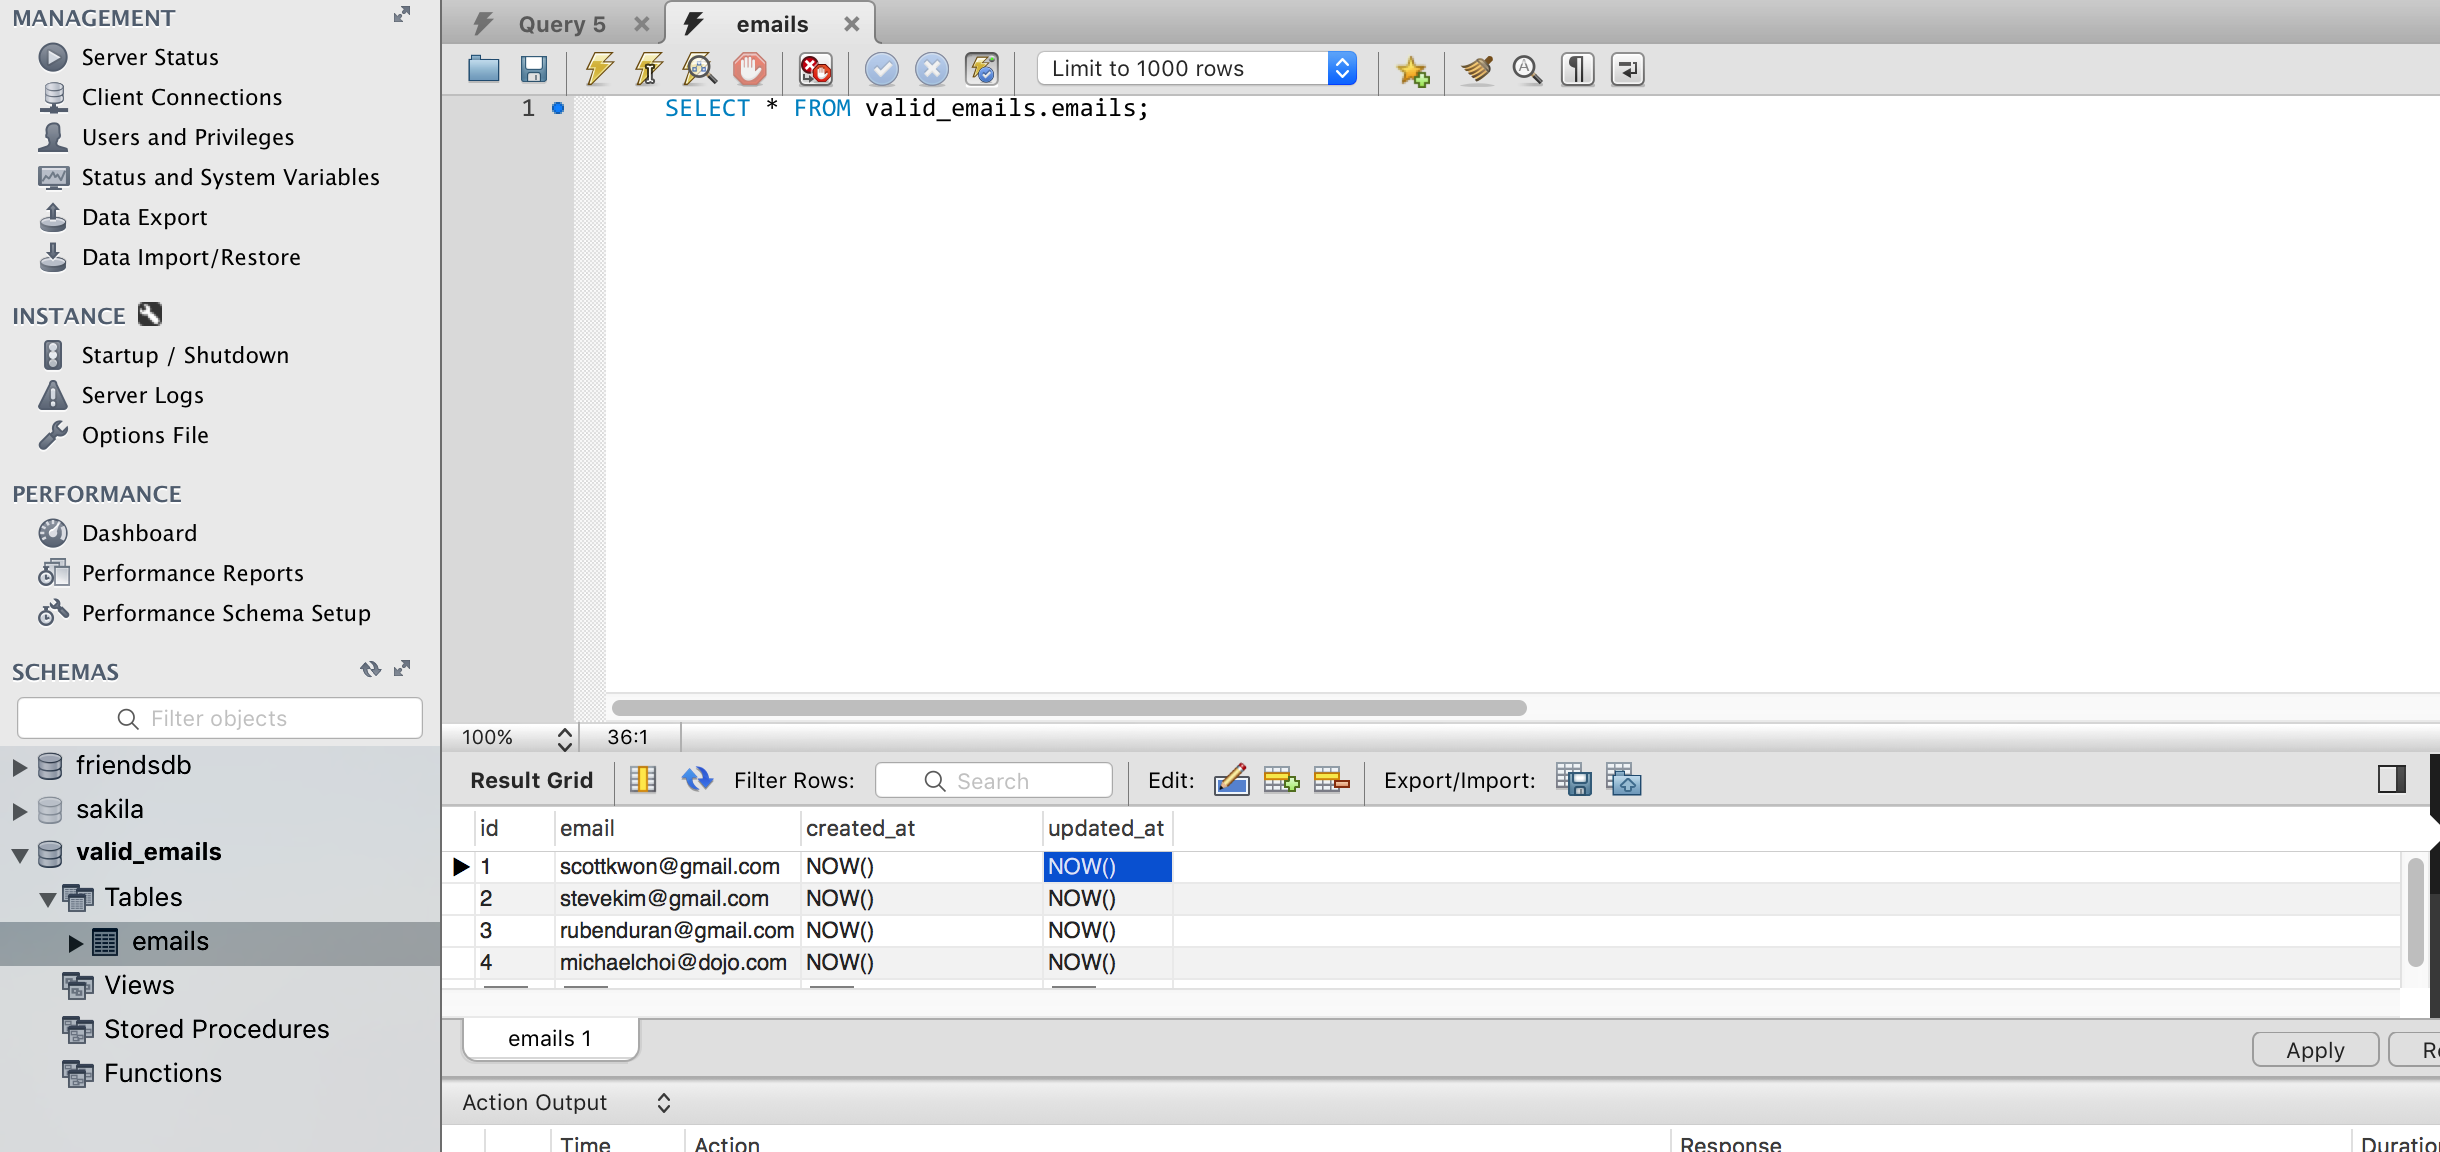 MANAGEMENT
Server Status
Client Connections
Users and Privileges
Status and System Variables
Data Export
Data Import/Restore
INSTANCE
Startup / Shutdown
Server Logs
Options File
PERFORMANCE
Dashboard
Performance Reports
Performance Schema Setup
SCHEMAS
Filter objects
friendsdb
sakila
valid_emails
Tables
emails
Views
Stored Procedures
Functions
Query 5 emails
Limit to 1000 rows
1 SELECT * FROM valid_emails.emails;
100% 36:1
Result Grid Filter Rows: Search Edit: Export/Import:
id email created_at updated_at
1 scottkwon@gmail.com NOW() NOW()
2 stevekim@gmail.com NOW() NOW()
3 rubenduran@gmail.com NOW() NOW()
4 michaelchoi@dojo.com NOW() NOW()
emails 1
Apply
Action Output
Time Action Response